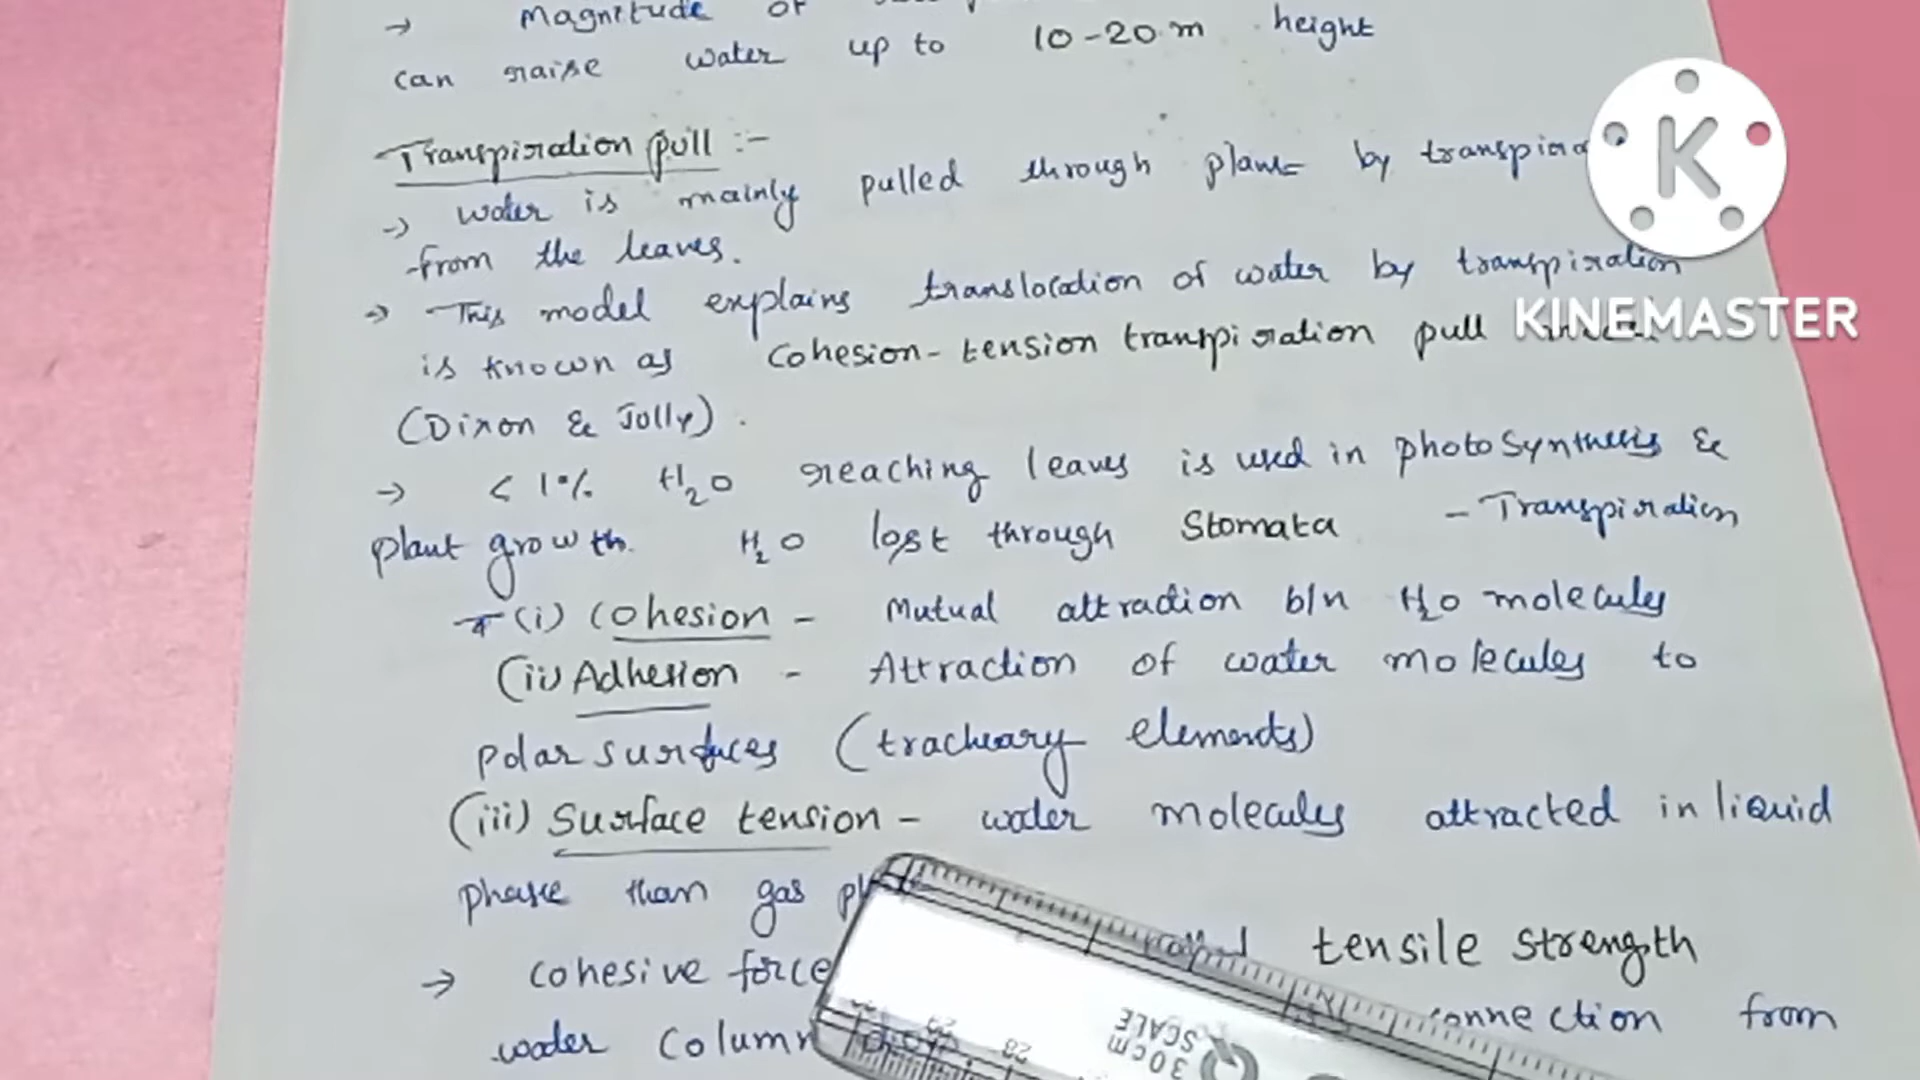 → Magnitude of
can raise water up to 10-20 m height
Transpiration pull :-
→ water is mainly pulled through plant by
from the leaves.
→ This model explains translocation of water by transpiration
is known as Cohesion-tension transpiration pull
(Dixon & Jolly).
→ <1% H2O reaching leaves is used in photosynthesis &
plant growth. H2O lost through Stomata - Transpiration
(i) Cohesion - Mutual attraction b/n H2O molecules
(ii) Adhesion - Attraction of water molecules to
polar surfaces (tracheary elements)
(iii) Surface tension - water molecules attracted in liquid
phase than gas
→ cohesive force tensile strength
water column connection from
K
KINEMASTER
30cm
SCALE
29
28